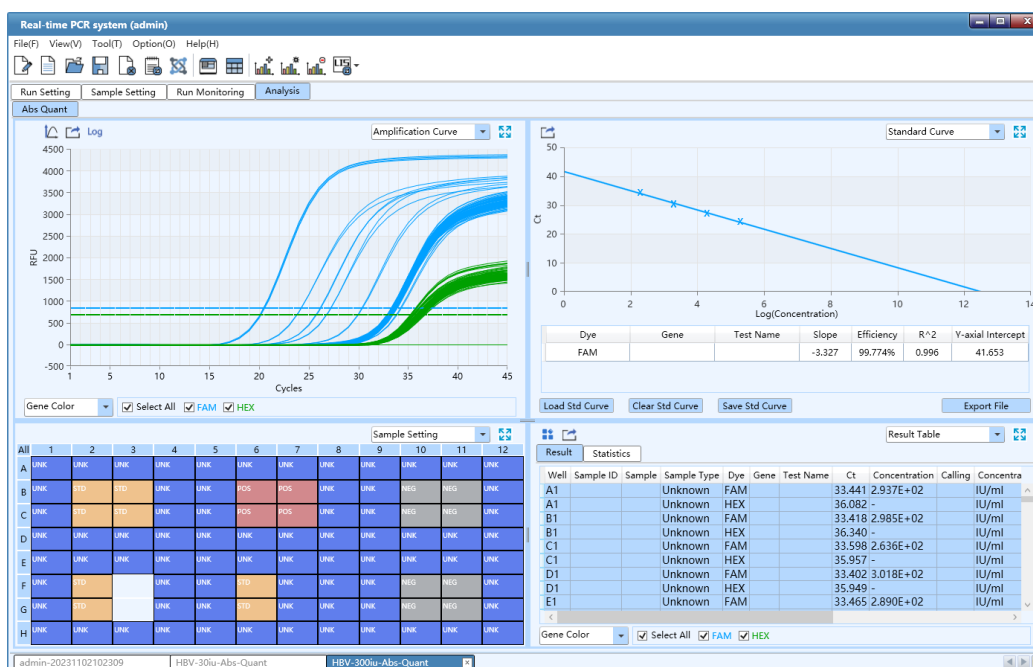 Real-time PCR system (admin)
File(F) View(V) Tool(T) Option(O) Help(H)
Run Setting Sample Setting Run Monitoring Analysis
Abs Quant
Log Amplification Curve
4500
4000
3500
3000
2500
2000
1500
1000
500
0
-500
RFU
1 5 10 15 20 25 30 35 40 45
Cycles
Gene Color Select All FAM HEX
Standard Curve
50
40
30
20
10
0
Ct
0 2 4 6 8 10 12 14
Log(Concentration)
Dye Gene Test Name Slope Efficiency R^2 Y-axial Intercept
FAM -3.327 99.774% 0.996 41.653
Load Std Curve Clear Std Curve Save Std Curve Export File
Sample Setting
All 1 2 3 4 5 6 7 8 9 10 11 12
A UNK UNK UNK UNK UNK UNK UNK UNK UNK UNK UNK UNK
B UNK STD STD UNK UNK POS POS UNK UNK NEG NEG UNK
C UNK STD STD UNK UNK POS POS UNK UNK NEG NEG UNK
D UNK UNK UNK UNK UNK UNK UNK UNK UNK UNK UNK UNK
E UNK UNK UNK UNK UNK UNK UNK UNK UNK UNK UNK UNK
F UNK STD UNK UNK STD UNK UNK UNK NEG NEG UNK
G UNK STD UNK UNK STD UNK UNK UNK NEG NEG UNK
H UNK UNK UNK UNK UNK UNK UNK UNK UNK UNK UNK UNK
Result Table
Result Statistics
Well Sample ID Sample Sample Type Dye Gene Test Name Ct Concentration Calling Concentra
A1 Unknown FAM 33.441 2.937E+02 IU/ml
A1 Unknown HEX 36.082 - IU/ml
B1 Unknown FAM 33.418 2.985E+02 IU/ml
B1 Unknown HEX 36.340 - IU/ml
C1 Unknown FAM 33.598 2.636E+02 IU/ml
C1 Unknown HEX 35.957 - IU/ml
D1 Unknown FAM 33.402 3.018E+02 IU/ml
D1 Unknown HEX 35.949 - IU/ml
E1 Unknown FAM 33.465 2.890E+02 IU/ml
Gene Color Select All FAM HEX
admin-20231102102309 HBV-30iu-Abs-Quant HBV-300iu-Abs-Quant